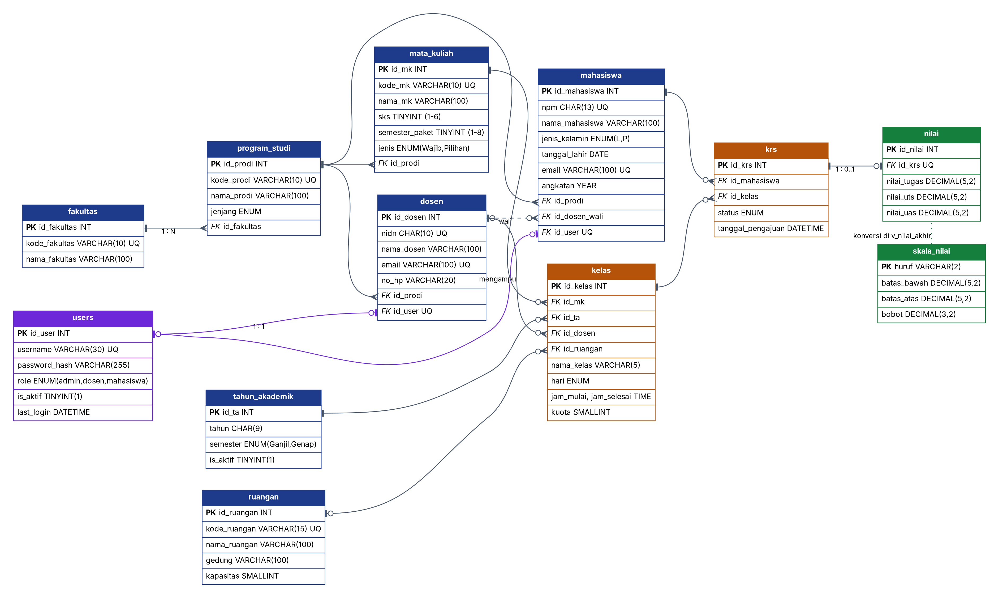 mata_kuliah
PK id_mk INT
kode_mk VARCHAR(10) UQ
nama_mk VARCHAR(100)
sks TINYINT (1-6)
semester_paket TINYINT (1-8)
jenis ENUM(Wajib,Pilihan)
FK id_prodi
mahasiswa
PK id_mahasiswa INT
npm CHAR(13) UQ
nama_mahasiswa VARCHAR(100)
jenis_kelamin ENUM(L,P)
tanggal_lahir DATE
email VARCHAR(100) UQ
angkatan YEAR
FK id_prodi
FK id_dosen_wali
FK id_user UQ
nilai
PK id_nilai INT
FK id_krs UQ
nilai_tugas DECIMAL(5,2)
nilai_uts DECIMAL(5,2)
nilai_uas DECIMAL(5,2)
krs
PK id_krs INT
FK id_mahasiswa
FK id_kelas
status ENUM
tanggal_pengajuan DATETIME
1 : 0..1
program_studi
PK id_prodi INT
kode_prodi VARCHAR(10) UQ
nama_prodi VARCHAR(100)
jenjang ENUM
FK id_fakultas
dosen
PK id_dosen INT
nidn CHAR(10) UQ
nama_dosen VARCHAR(100)
email VARCHAR(100) UQ
no_hp VARCHAR(20)
FK id_prodi
FK id_user UQ
wali
mengampu
fakultas
PK id_fakultas INT
kode_fakultas VARCHAR(10) UQ
nama_fakultas VARCHAR(100)
1 : N
konversi di v_nilai_akhir
skala_nilai
PK huruf VARCHAR(2)
batas_bawah DECIMAL(5,2)
batas_atas DECIMAL(5,2)
bobot DECIMAL(3,2)
kelas
PK id_kelas INT
FK id_mk
FK id_ta
FK id_dosen
FK id_ruangan
nama_kelas VARCHAR(5)
hari ENUM
jam_mulai, jam_selesai TIME
kuota SMALLINT
users
PK id_user INT
username VARCHAR(30) UQ
password_hash VARCHAR(255)
role ENUM(admin,dosen,mahasiswa)
is_aktif TINYINT(1)
last_login DATETIME
1 : 1
tahun_akademik
PK id_ta INT
tahun CHAR(9)
semester ENUM(Ganjil,Genap)
is_aktif TINYINT(1)
ruangan
PK id_ruangan INT
kode_ruangan VARCHAR(15) UQ
nama_ruangan VARCHAR(100)
gedung VARCHAR(100)
kapasitas SMALLINT